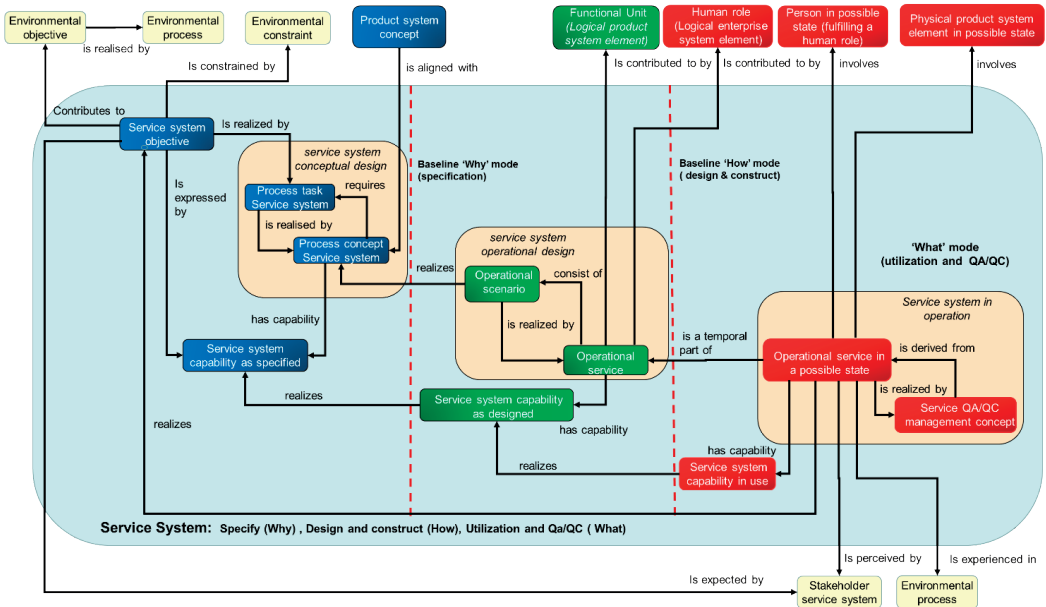 Environmental
objective
is realised by
Environmental
process
Environmental
constraint
Product system
concept
Functional Unit
(Logical product
system element)
Human role
(Logical enterprise
system element)
Person in possible
state (fulfilling a
human role)
Physical product system
element in possible state
Is constrained by
is aligned with
Is contributed to by
Is contributed to by
involves
involves
Contributes to
Service system
objective
Is realized by
service system
conceptual design
Baseline ‘Why’ mode
(specification)
Baseline ‘How’ mode
( design & construct)
Is
expressed
by
Process task
Service system
requires
is realised by
Process concept
Service system
service system
operational design
‘What’ mode
(utilization and QA/QC)
realizes
Operational
scenario
consist of
is realized by
Operational
service
has capability
Service system
capability as specified
is a temporal
part of
Service system in
operation
Operational service in
a possible state
is derived from
is realized by
Service QA/QC
management concept
realizes
Service system capability
as designed
realizes
has capability
has capability
realizes
Service system
capability in use
Service System: Specify (Why) , Design and construct (How), Utilization and Qa/QC ( What)
Is perceived by
Is experienced in
Is expected by
Stakeholder
service system
Environmental
process